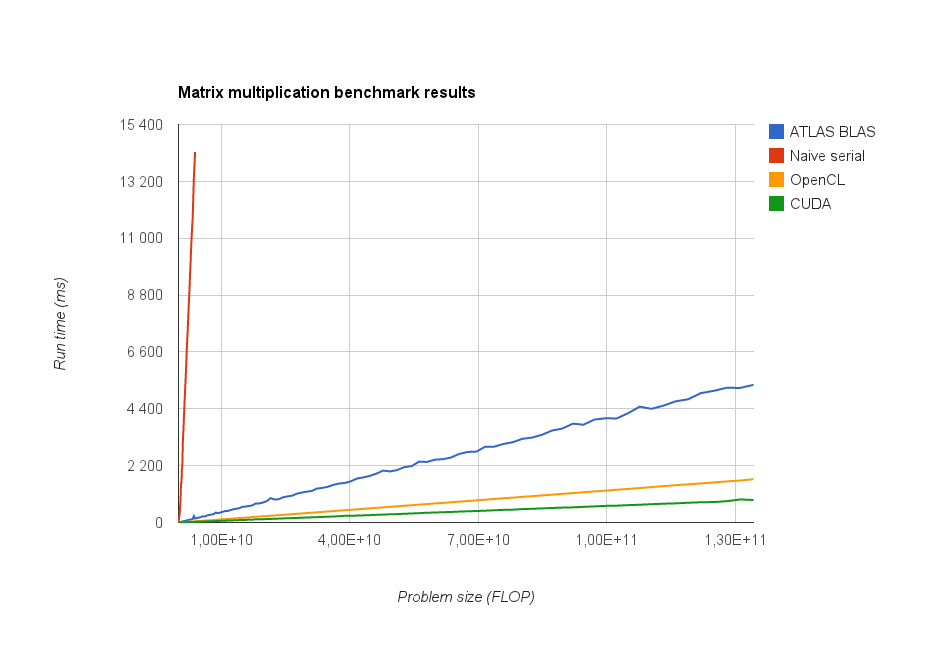 Matrix multiplication benchmark results
15 400
13 200
11 000
8 800
6 600
4 400
2 200
0
Run time (ms)
1,00E+10 4,00E+10 7,00E+10 1,00E+11 1,30E+11
Problem size (FLOP)
ATLAS BLAS
Naive serial
OpenCL
CUDA